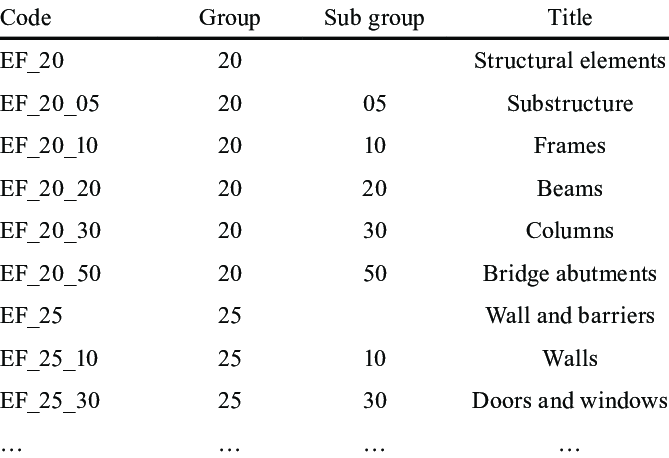 Code Group Sub group Title
EF_20 20 Structural elements
EF_20_05 20 05 Substructure
EF_20_10 20 10 Frames
EF_20_20 20 20 Beams
EF_20_30 20 30 Columns
EF_20_50 20 50 Bridge abutments
EF_25 25 Wall and barriers
EF_25_10 25 10 Walls
EF_25_30 25 30 Doors and windows
… … … …